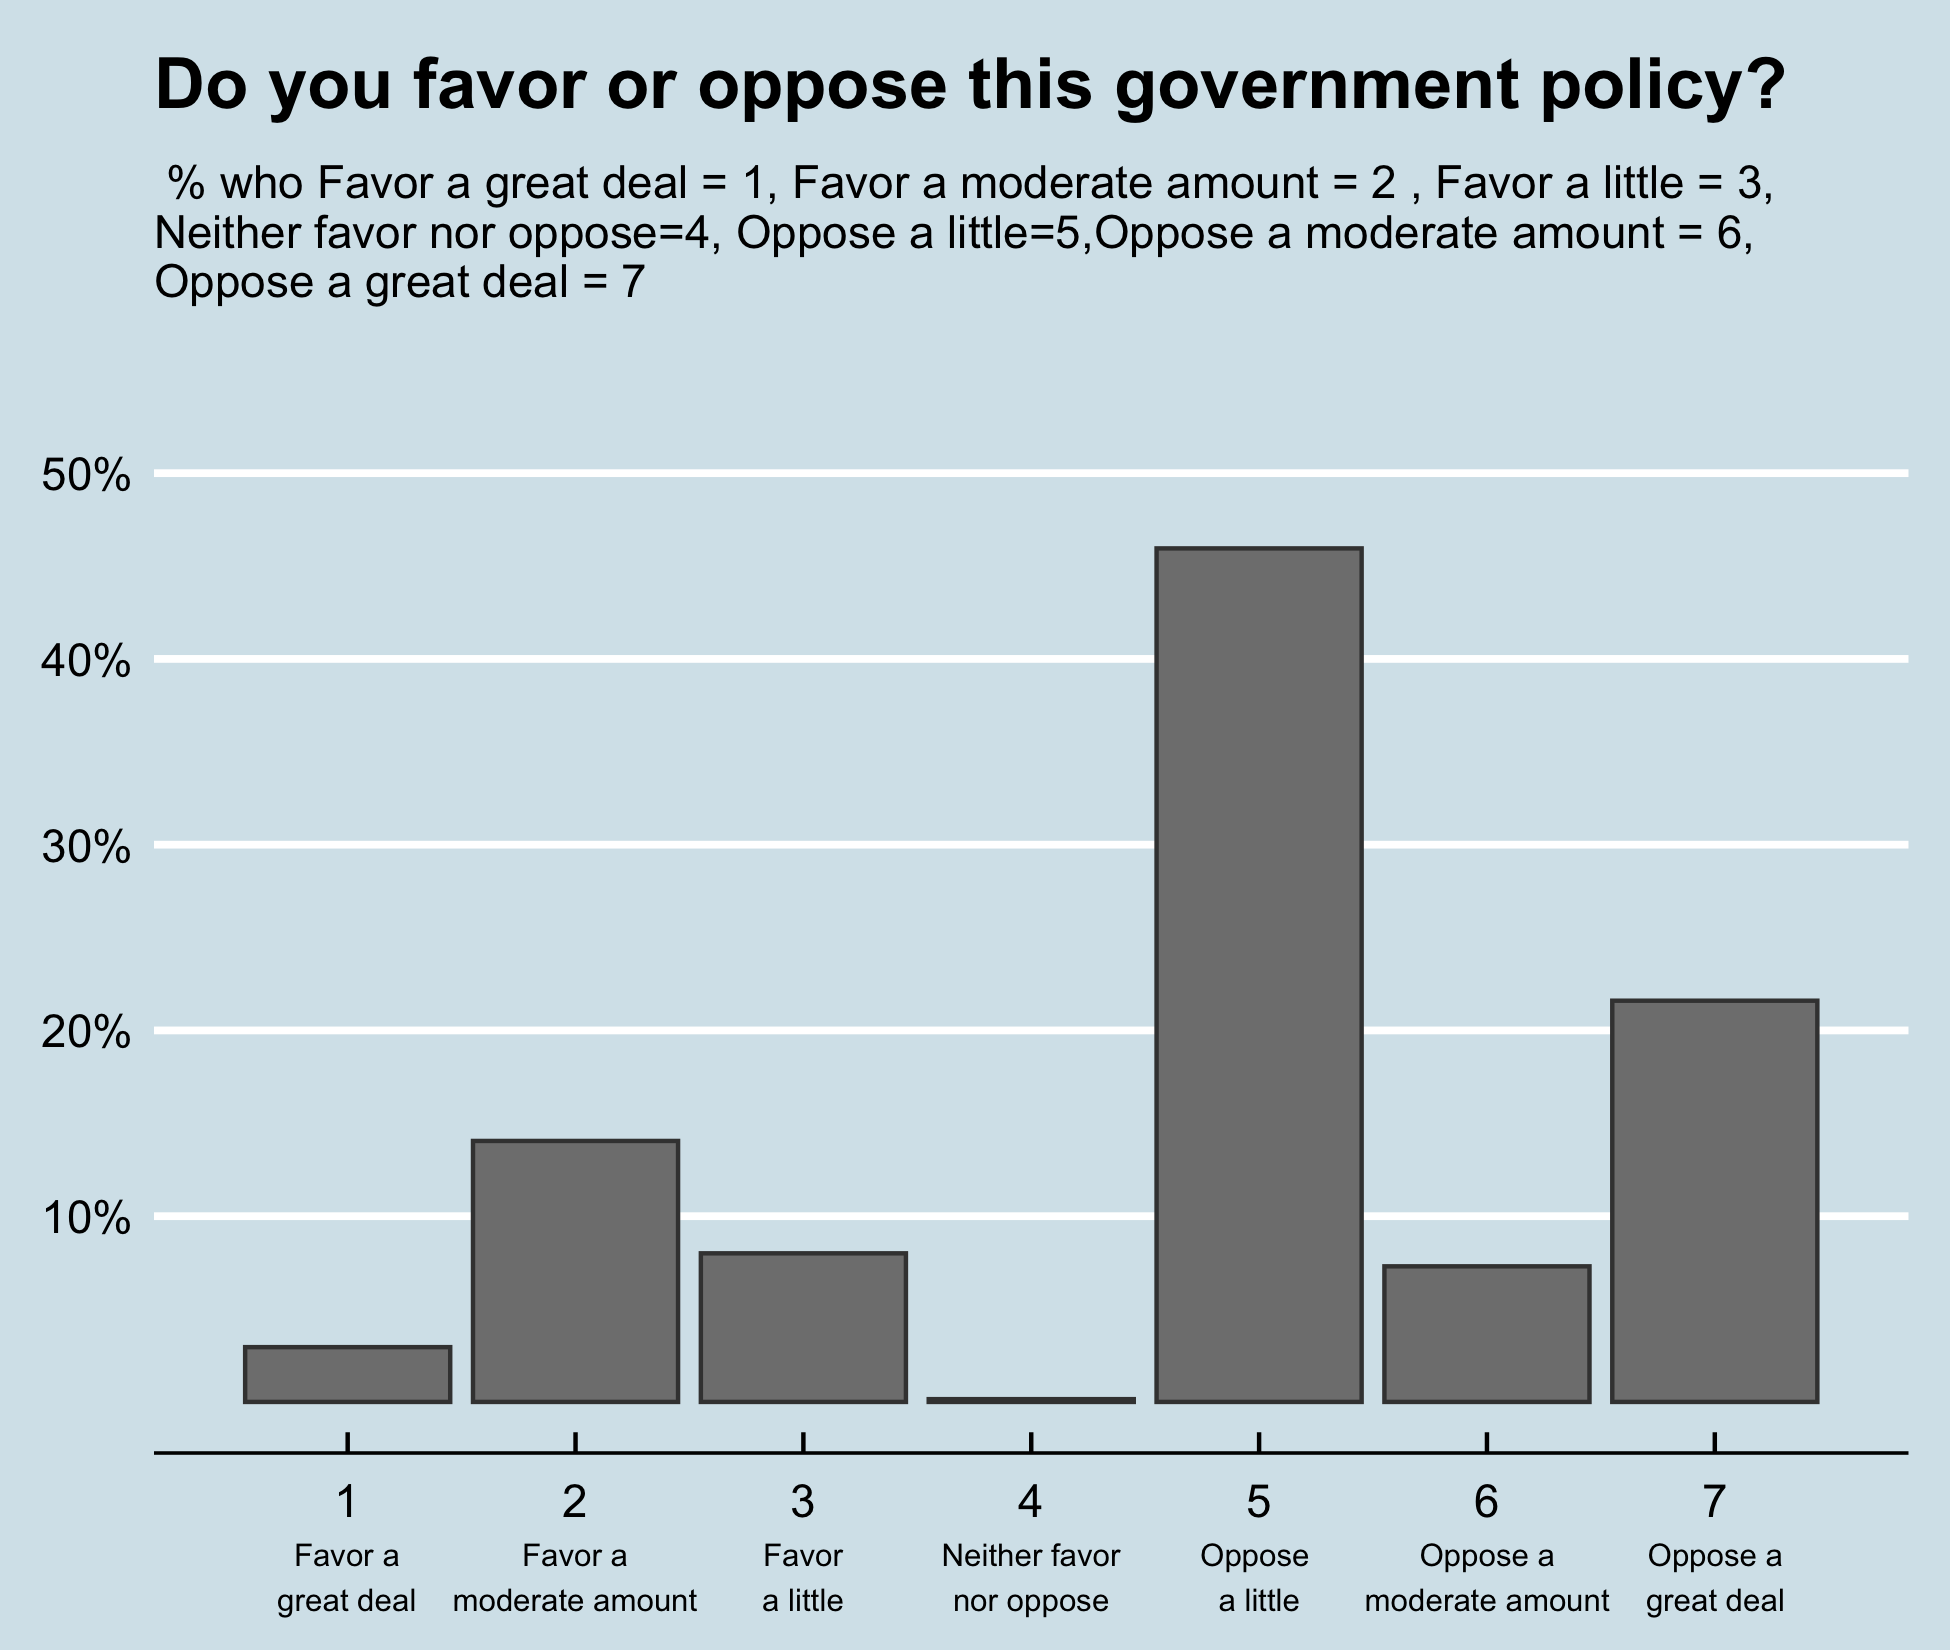 Do you favor or oppose this government policy?
% who Favor a great deal = 1, Favor a moderate amount = 2 , Favor a little = 3,
Neither favor nor oppose=4, Oppose a little=5,Oppose a moderate amount = 6,
Oppose a great deal = 7
50%
40%
30%
20%
10%
1 2 3 4 5 6 7
Favor a Favor a Favor Neither favor Oppose Oppose a Oppose a
great deal moderate amount a little nor oppose a little moderate amount great deal